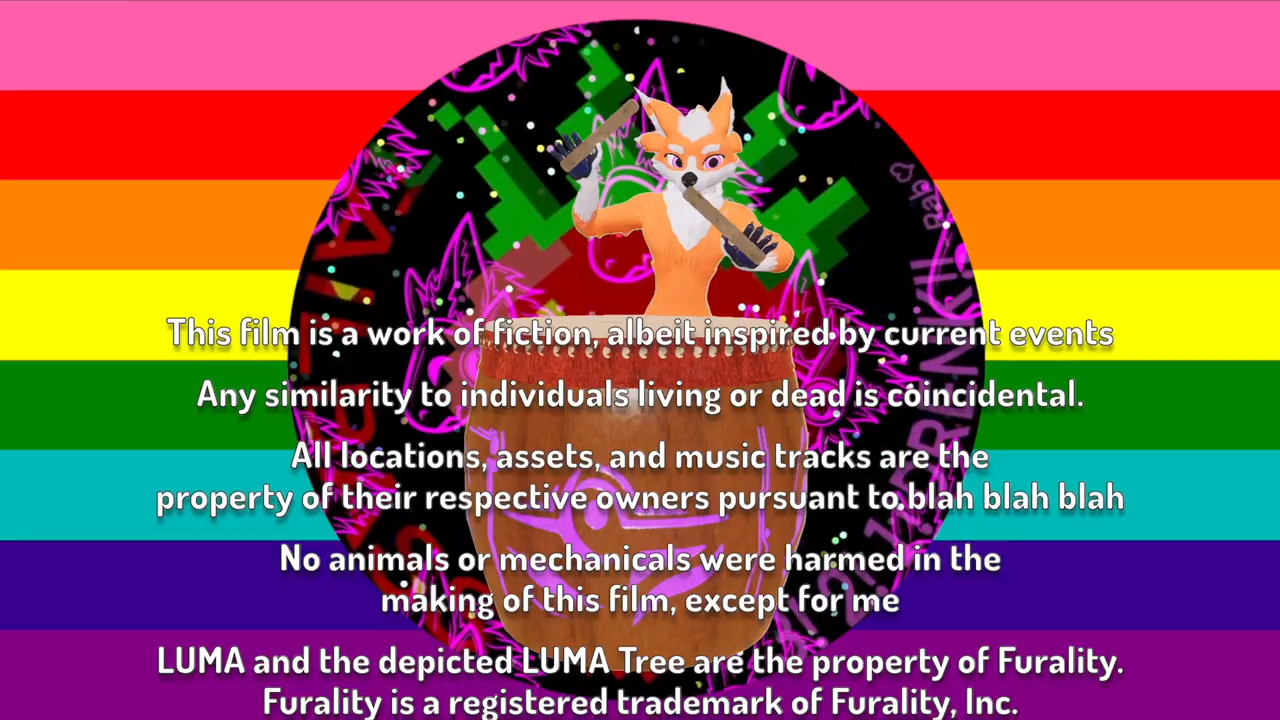 This film is a work of fiction, albeit inspired by current events
Any similarity to individuals living or dead is coincidental.
All locations, assets, and music tracks are the
property of their respective owners pursuant to blah blah blah
No animals or mechanicals were harmed in the
making of this film, except for me
LUMA and the depicted LUMA Tree are the property of Furality.
Furality is a registered trademark of Furality, Inc.